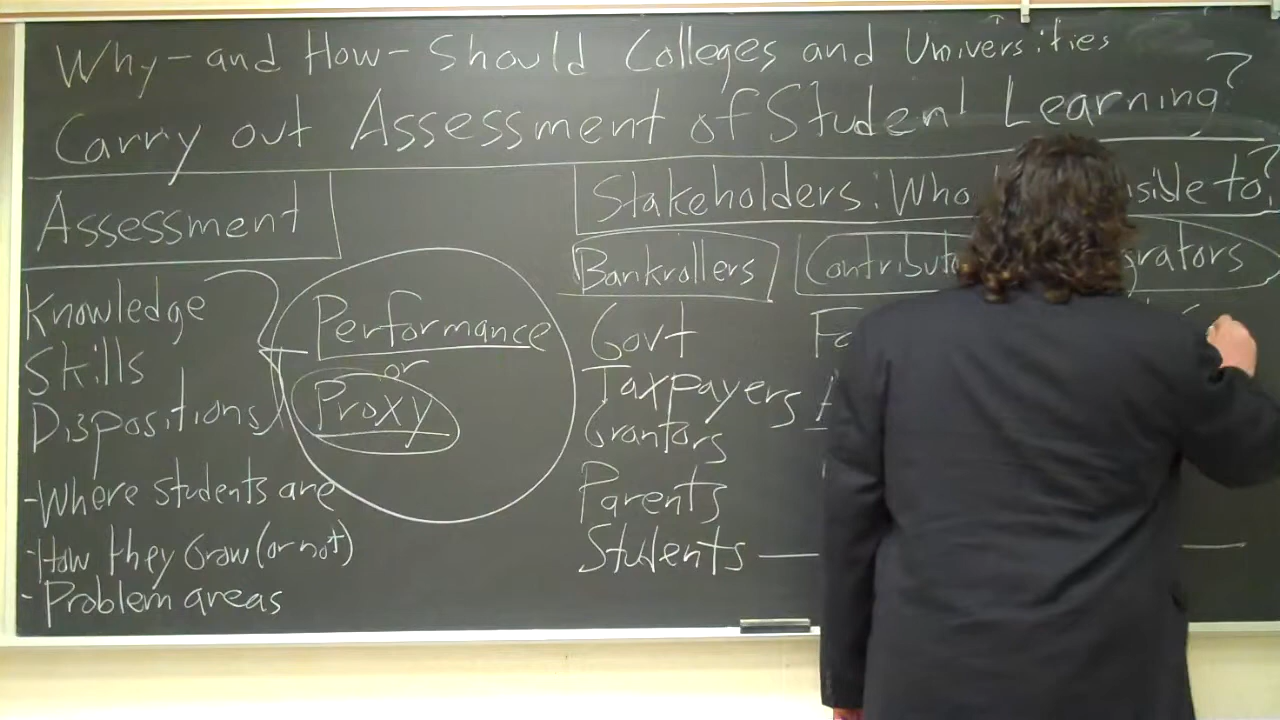 Why-and How-Should Colleges and Universities
Carry out Assessment of Student Learning?
Assessment
Stakeholders: Who to?
Knowledge
Skills
Dispositions
-Where students are
-How they Grow (or not)
-Problem areas
Performance
or
Proxy
Bankrollers
Govt
Taxpayers
Grantors
Parents
Students